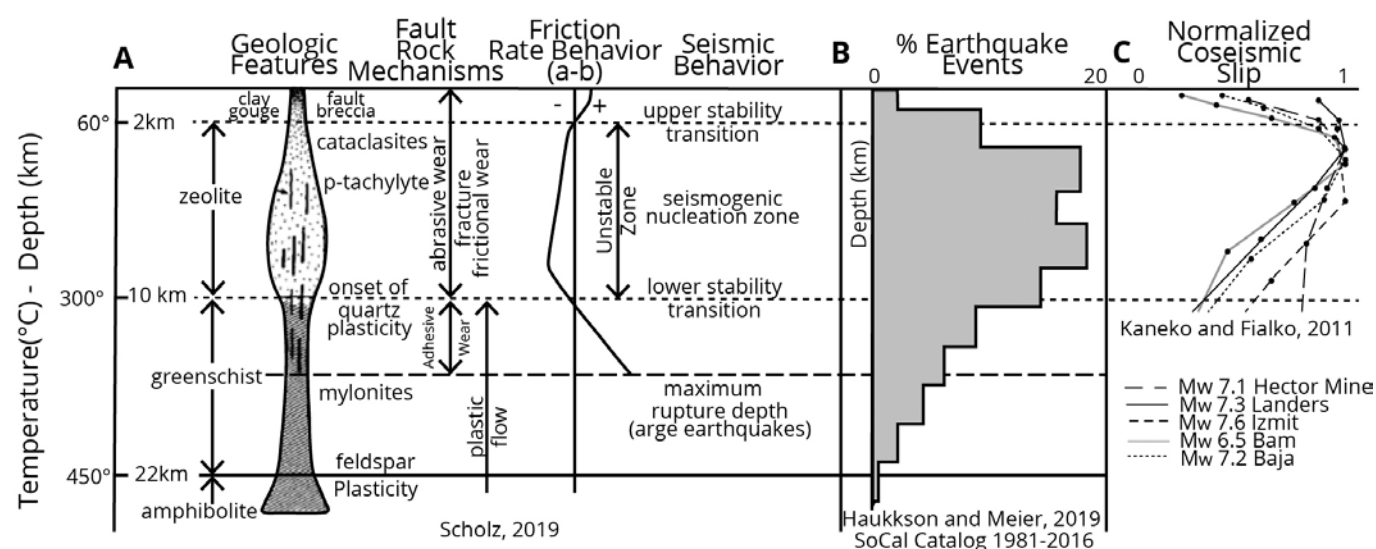 A
Geologic
Features
Fault
Rock
Mechanisms
Friction
Rate Behavior
(a-b)
Seismic
Behavior
B
% Earthquake
Events
0
20
C
Normalized
Coseismic
Slip
0
1
Temperature(°C) - Depth (km)
60°
2km
300°
10 km
450°
22km
clay
gouge
fault
breccia
cataclasites
p-tachylyte
zeolite
onset of
quartz
plasticity
greenschist
mylonites
feldspar
Plasticity
amphibolite
abrasive wear
fracture
frictional wear
Adhesive
Wear
plastic
flow
- +
Unstable
Zone
upper stability
transition
seismogenic
nucleation zone
lower stability
transition
maximum
rupture depth
(arge earthquakes)
Scholz, 2019
Depth (km)
Haukkson and Meier, 2019
SoCal Catalog 1981-2016
Kaneko and Fialko, 2011
Mw 7.1 Hector Mine
Mw 7.3 Landers
Mw 7.6 Izmit
Mw 6.5 Bam
Mw 7.2 Baja